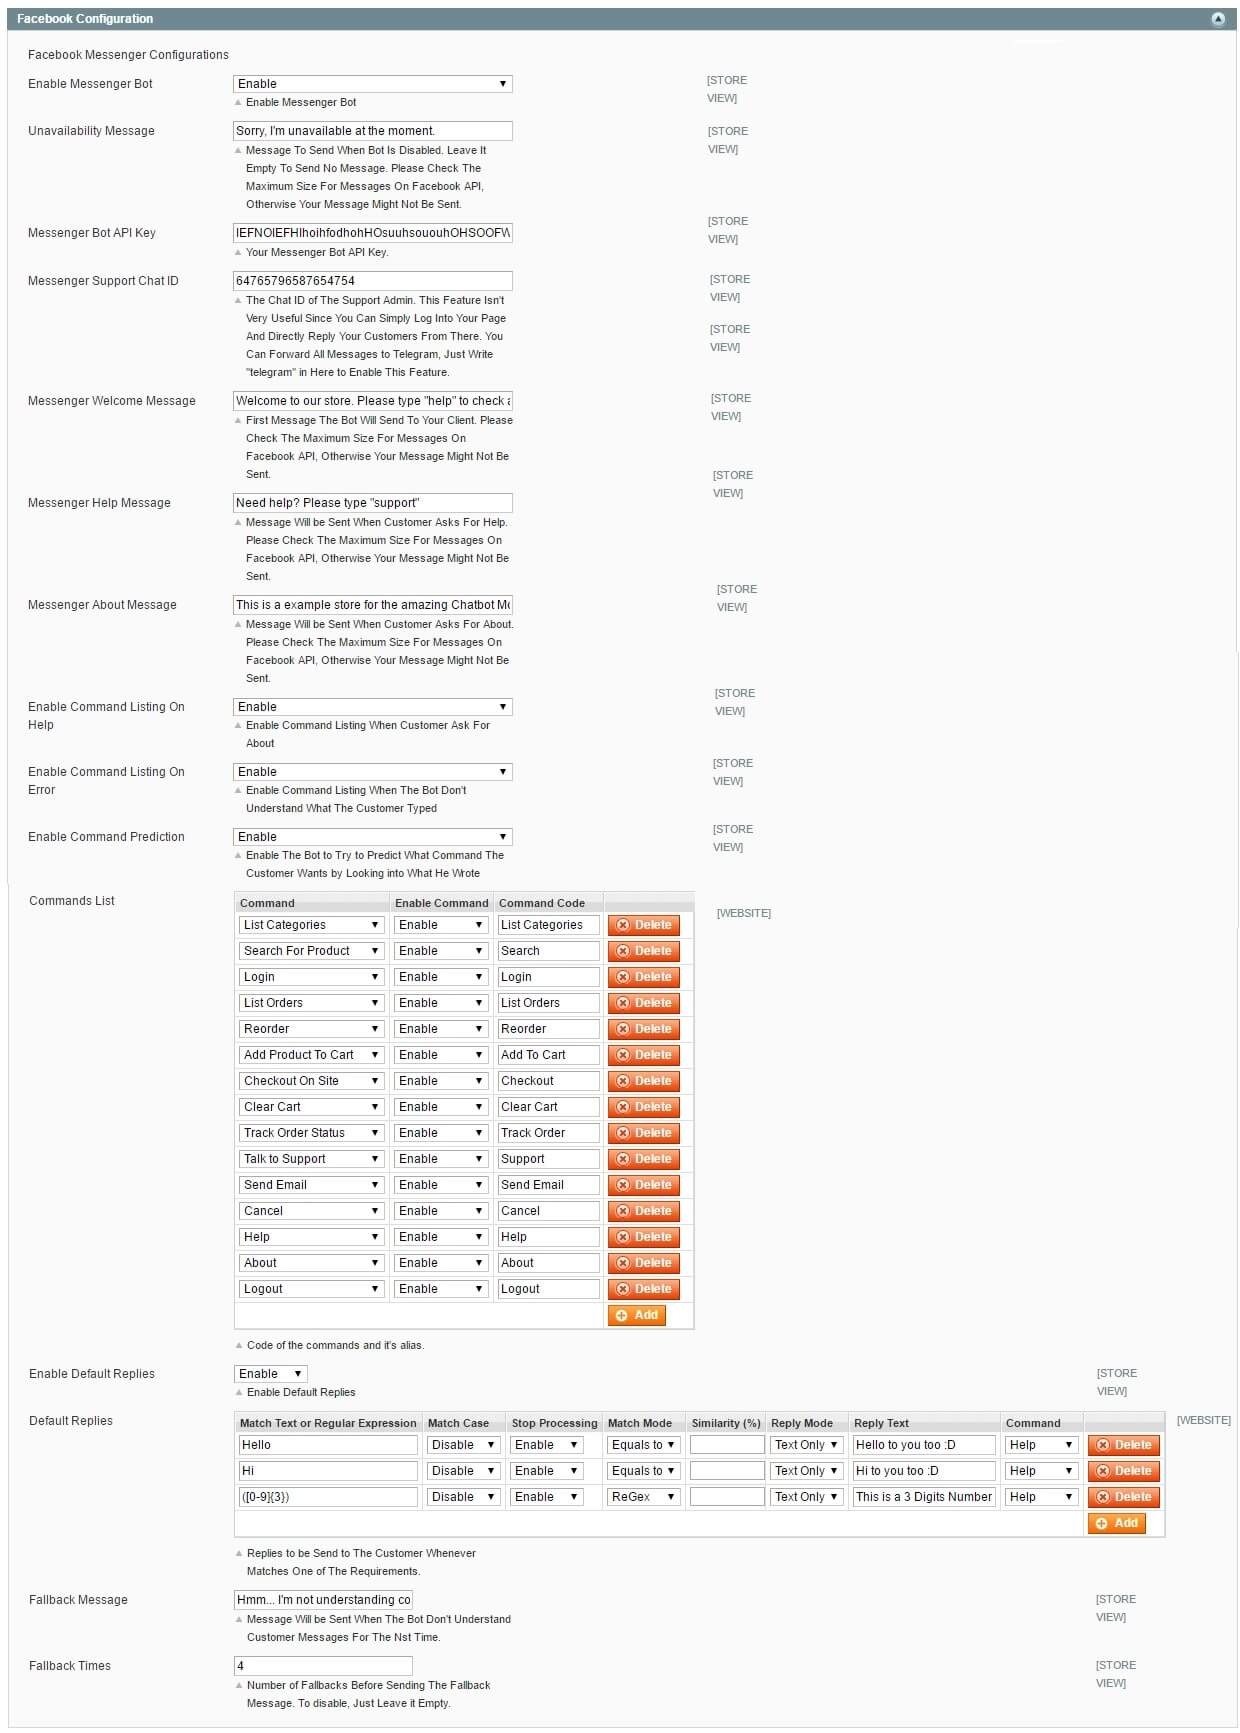 Facebook Configuration
Facebook Messenger Configurations
Enable Messenger Bot
Enable
[STORE
VIEW]
Enable Messenger Bot
Unavailability Message
Sorry, I'm unavailable at the moment.
[STORE
VIEW]
Message To Send When Bot Is Disabled. Leave It
Empty To Send No Message. Please Check The
Maximum Size For Messages On Facebook API,
Otherwise Your Message Might Not Be Sent.
Messenger Bot API Key
[STORE
VIEW]
Your Messenger Bot API Key.
Messenger Support Chat ID
64765796587654754
[STORE
VIEW]
The Chat ID of The Support Admin. This Feature Isn't
Very Useful Since You Can Simply Log Into Your Page
And Directly Reply Your Customers From There. You
Can Forward All Messages to Telegram, Just Write
"telegram" in Here to Enable This Feature.
[STORE
VIEW]
Messenger Welcome Message
Welcome to our store. Please type "help" to check a
[STORE
VIEW]
First Message The Bot Will Send To Your Client. Please
Check The Maximum Size For Messages On
Facebook API, Otherwise Your Message Might Not Be
Sent.
[STORE
VIEW]
Messenger Help Message
Need help? Please type "support"
Message Will be Sent When Customer Asks For Help.
Please Check The Maximum Size For Messages On
Facebook API, Otherwise Your Message Might Not Be
Sent.
[STORE
VIEW]
Messenger About Message
This is a example store for the amazing Chatbot Mo
Message Will be Sent When Customer Asks For About.
Please Check The Maximum Size For Messages On
Facebook API, Otherwise Your Message Might Not Be
Sent.
[STORE
VIEW]
Enable Command Listing On
Help
Enable
Enable Command Listing When Customer Ask For
About
Enable Command Listing On
Error
Enable
[STORE
VIEW]
Enable Command Listing When The Bot Don't
Understand What The Customer Typed
Enable Command Prediction
Enable
[STORE
VIEW]
Enable The Bot to Try to Predict What Command The
Customer Wants by Looking into What He Wrote
Commands List
[WEBSITE]
Command Enable Command Command Code
List Categories Enable List Categories Delete
Search For Product Enable Search Delete
Login Enable Login Delete
List Orders Enable List Orders Delete
Reorder Enable Reorder Delete
Add Product To Cart Enable Add To Cart Delete
Checkout On Site Enable Checkout Delete
Clear Cart Enable Clear Cart Delete
Track Order Status Enable Track Order Delete
Talk to Support Enable Support Delete
Send Email Enable Send Email Delete
Cancel Enable Cancel Delete
Help Enable Help Delete
About Enable About Delete
Logout Enable Logout Delete
Add
Code of the commands and it's alias.
Enable Default Replies
Enable
[STORE
VIEW]
Enable Default Replies
Default Replies
[WEBSITE]
Match Text or Regular Expression Match Case Stop Processing Match Mode Similarity (%) Reply Mode Reply Text Command
Hello Disable Enable Equals to Text Only Hello to you too :D Help Delete
Hi Disable Enable Equals to Text Only Hi to you too :D Help Delete
([0-9]{3}) Disable Enable ReGex Text Only This is a 3 Digits Number Help Delete
Add
Replies to be Send to The Customer Whenever
Matches One of The Requirements.
Fallback Message
Hmm... I'm not understanding co
[STORE
VIEW]
Message Will be Sent When The Bot Don't Understand
Customer Messages For The Nst Time.
Fallback Times
4
[STORE
VIEW]
Number of Fallbacks Before Sending The Fallback
Message. To disable, Just Leave it Empty.